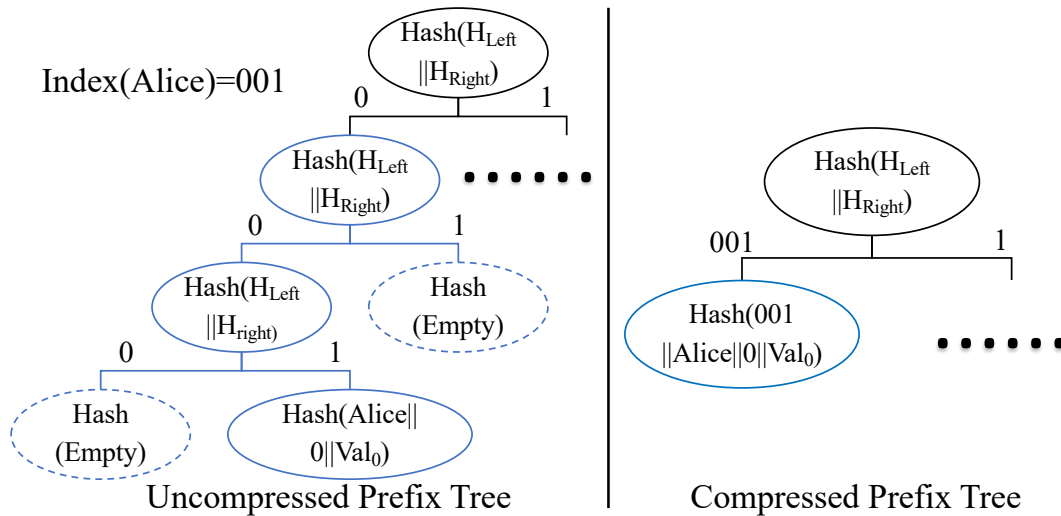 Index(Alice)=001
Hash(H_Left
||H_Right)
0
1
Hash(H_Left
||H_Right)
0
1
Hash(H_Left
||H_right)
Hash
(Empty)
0
1
Hash
(Empty)
Hash(Alice||
0||Val_0)
Uncompressed Prefix Tree
Hash(H_Left
||H_Right)
001
1
Hash(001
||Alice||0||Val_0)
Compressed Prefix Tree